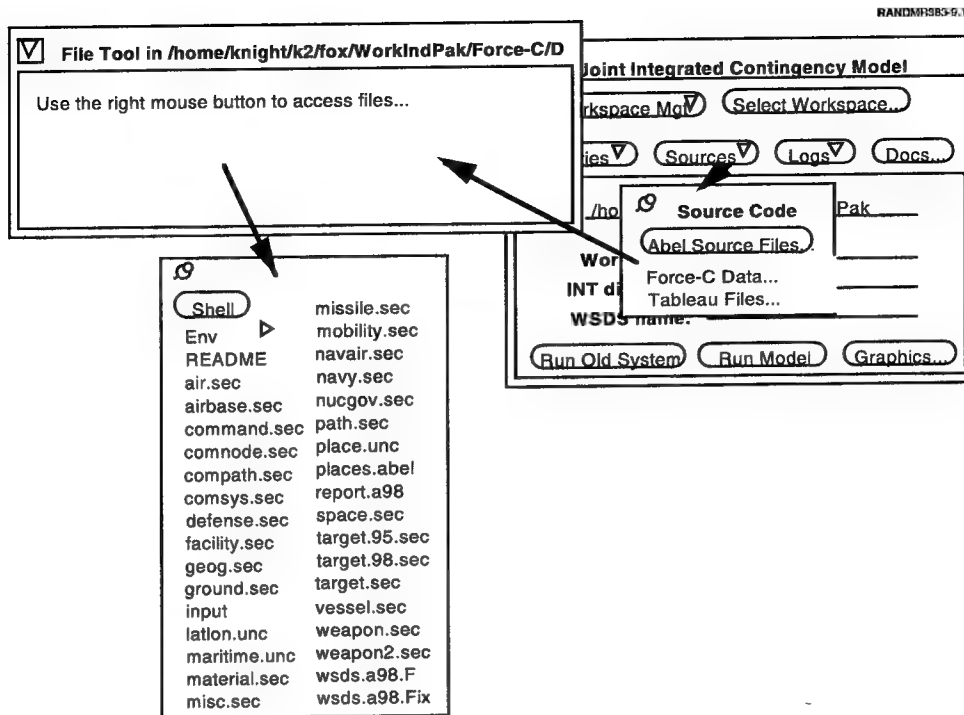 File Tool in /home/knight/k2/fox/WorkIndPak/Force-C/D
Use the right mouse button to access files...
Joint Integrated Contingency Model
rkspace Mgt
Select Workspace...
ries
Sources
Logs
Docs...
/ho
Pak
Source Code
Abel Source Files...
Force-C Data...
Tableau Files...
Wor
INT di
WSDS name:
Run Old System
Run Model
Graphics...
Shell
Env
README
air.sec
airbase.sec
command.sec
comnode.sec
compath.sec
comsys.sec
defense.sec
facility.sec
geog.sec
ground.sec
input
latlon.unc
maritime.unc
material.sec
misc.sec
missile.sec
mobility.sec
navair.sec
navy.sec
nucgov.sec
path.sec
place.unc
places.abel
report.a98
space.sec
target.95.sec
target.98.sec
target.sec
vessel.sec
weapon.sec
weapon2.sec
wsds.a98.F
wsds.a98.Fix